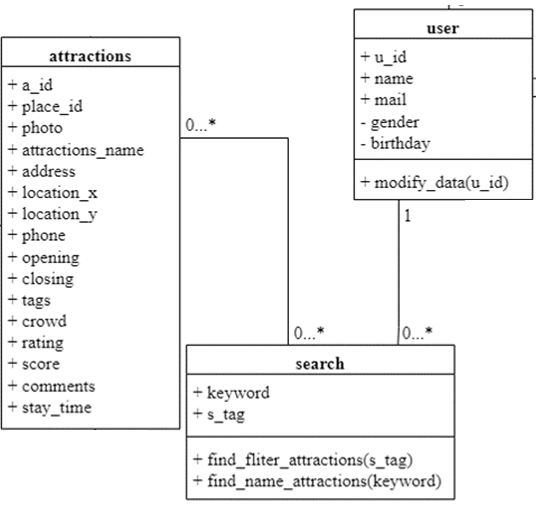 attractions
+ a_id
+ place_id
+ photo
+ attractions_name
+ address
+ location_x
+ location_y
+ phone
+ opening
+ closing
+ tags
+ crowd
+ rating
+ score
+ comments
+ stay_time
0...*
user
+ u_id
+ name
+ mail
- gender
- birthday
+ modify_data(u_id)
1
0...*
0...*
search
+ keyword
+ s_tag
+ find_fliter_attractions(s_tag)
+ find_name_attractions(keyword)